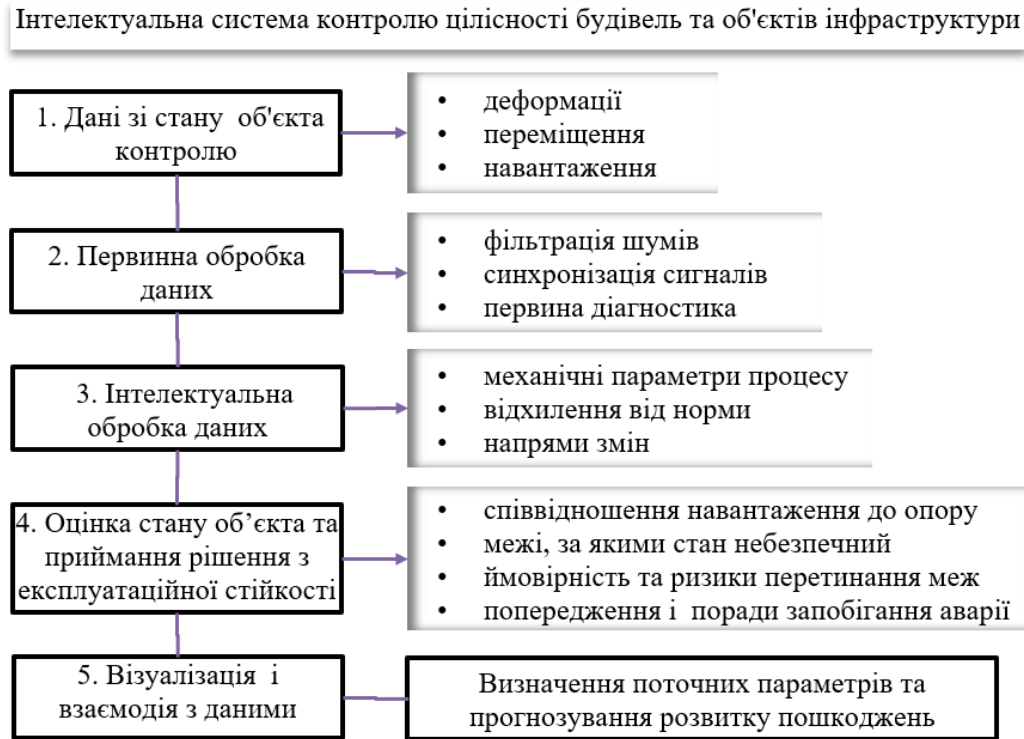 Інтелектуальна система контролю цілісності будівель та об'єктів інфраструктури
1. Дані зі стану об'єкта
контролю
• деформації
• переміщення
• навантаження
2. Первинна обробка
даних
• фільтрація шумів
• синхронізація сигналів
• первина діагностика
3. Інтелектуальна
обробка даних
• механічні параметри процесу
• відхилення від норми
• напрями змін
4. Оцінка стану об’єкта та
приймання рішення з
експлуатаційної стійкості
• співвідношення навантаження до опору
• межі, за якими стан небезпечний
• ймовірність та ризики перетинання меж
• попередження і поради запобігання аварії
5. Візуалізація і
взаємодія з даними
Визначення поточних параметрів та
прогнозування розвитку пошкоджень